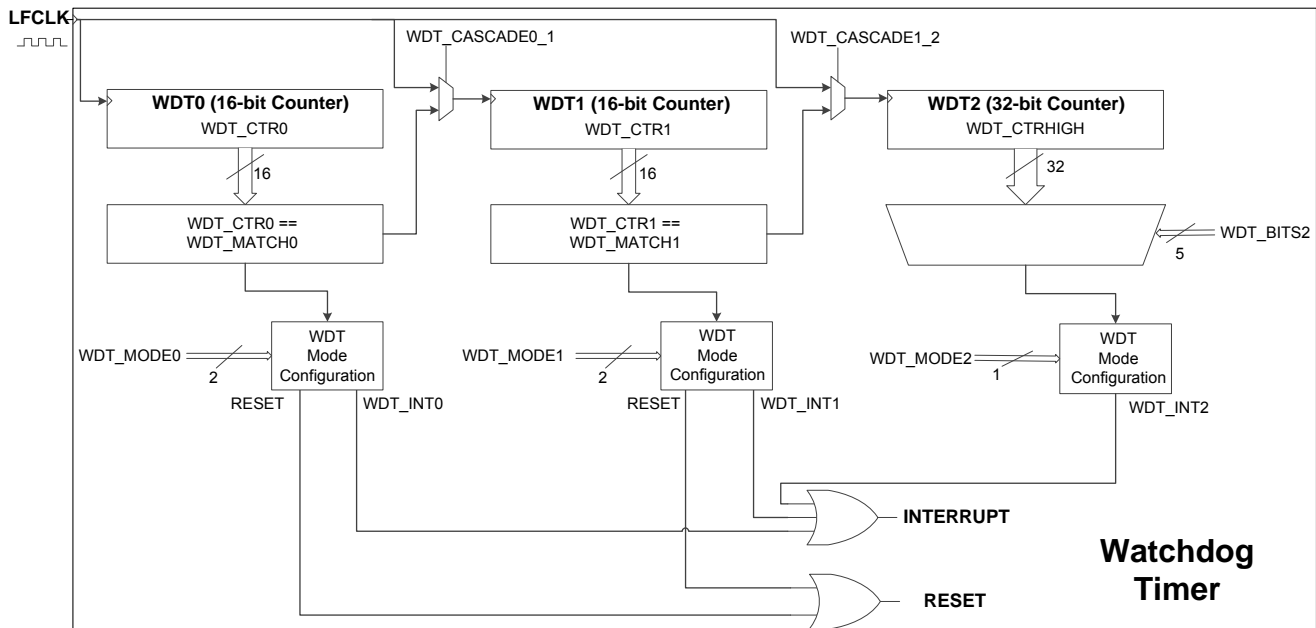 LFCLK
WDT_CASCADE0_1
WDT_CASCADE1_2
WDT0 (16-bit Counter)
WDT_CTR0
WDT1 (16-bit Counter)
WDT_CTR1
WDT2 (32-bit Counter)
WDT_CTRHIGH
16
16
32
WDT_CTR0 ==
WDT_MATCH0
WDT_CTR1 ==
WDT_MATCH1
WDT_BITS2
5
WDT_MODE0
2
WDT
Mode
Configuration
WDT_MODE1
2
WDT
Mode
Configuration
WDT_MODE2
1
WDT
Mode
Configuration
RESET
WDT_INT0
RESET
WDT_INT1
WDT_INT2
INTERRUPT
RESET
Watchdog
Timer